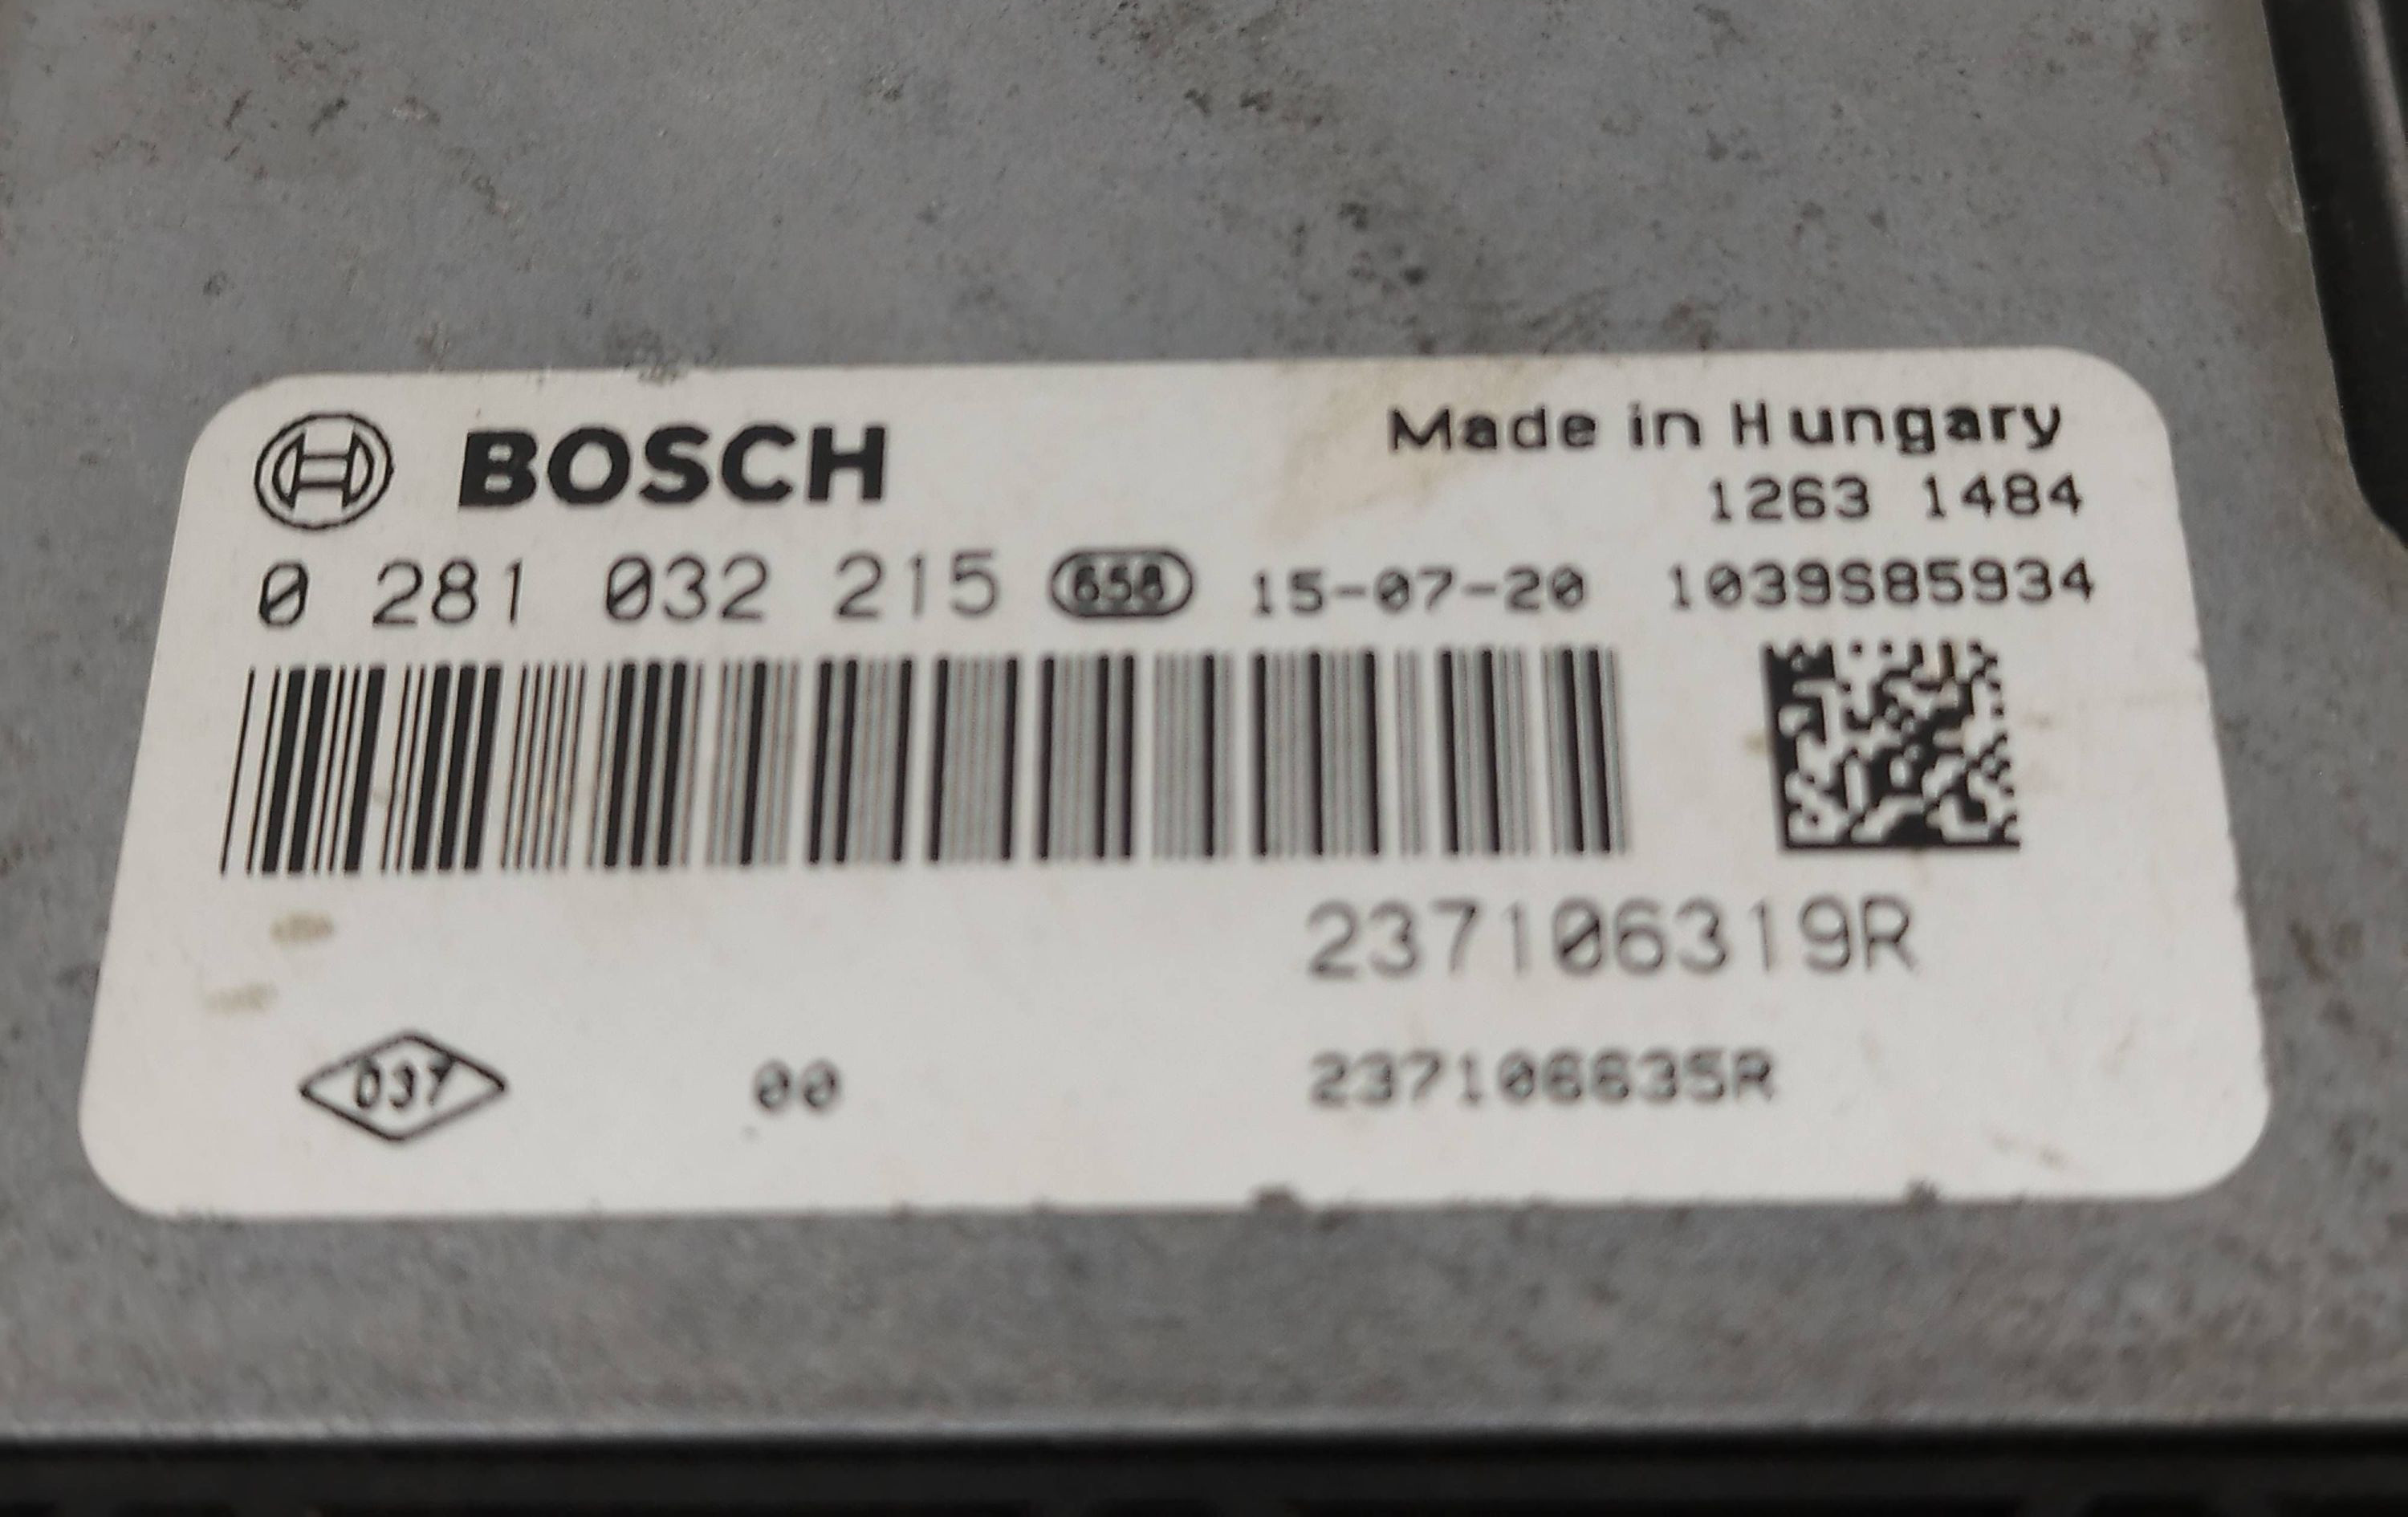 BOSCH
Made in Hungary
1263 1484
0 281 032 215 658 15-07-20 1039S85934
237106319R
037 00 237106635R